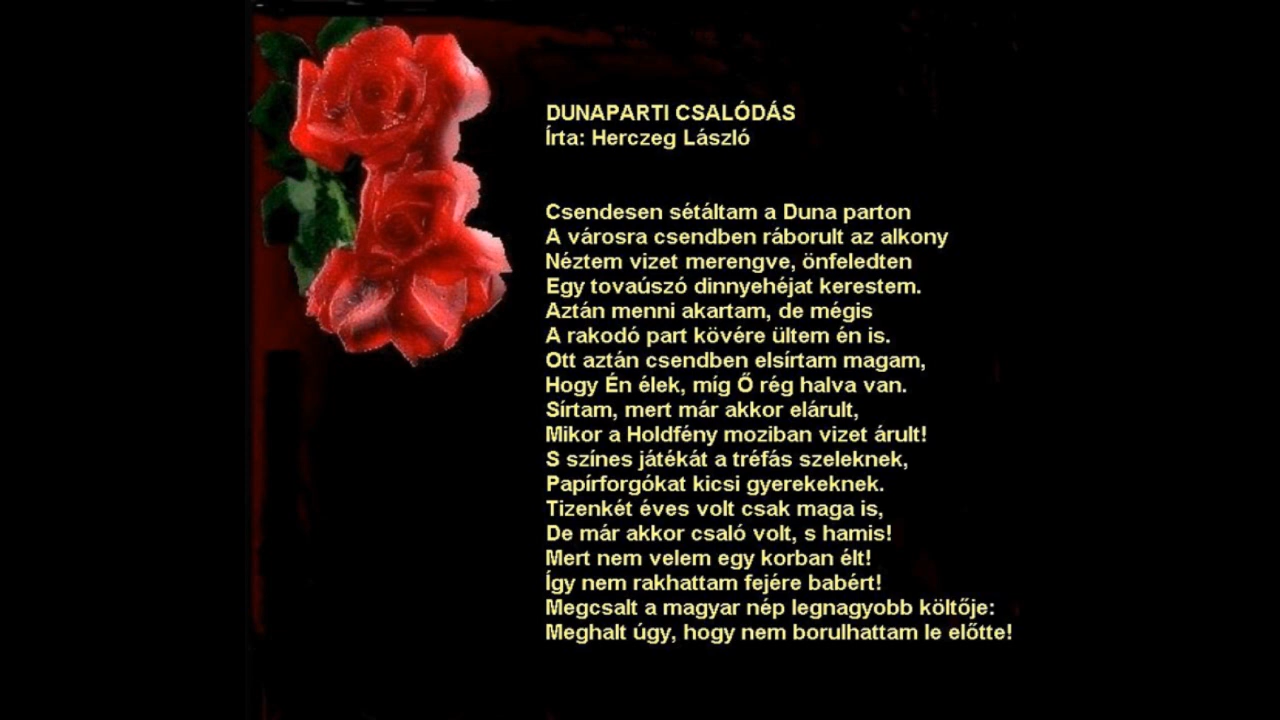 DUNAPARTI CSALÓDÁS
Írta: Herczeg László
Csendesen sétáltam a Duna parton
A városra csendben ráborult az alkony
Néztem vizet merengve, önfeledten
Egy tovaúszó dinnyehéjat kerestem.
Aztán menni akartam, de mégis
A rakodó part kövére ültem én is.
Ott aztán csendben elsírtam magam,
Hogy Én élek, míg Ő rég halva van.
Sírtam, mert már akkor elárult,
Mikor a Holdfény moziban vizet árult!
S színes játékát a tréfás szeleknek,
Papírforgókat kicsi gyerekeknek.
Tizenkét éves volt csak maga is,
De már akkor csaló volt, s hamis!
Mert nem velem egy korban élt!
Így nem rakhattam fejére babért!
Megcsalt a magyar nép legnagyobb költője:
Meghalt úgy, hogy nem borulhattam le előtte!